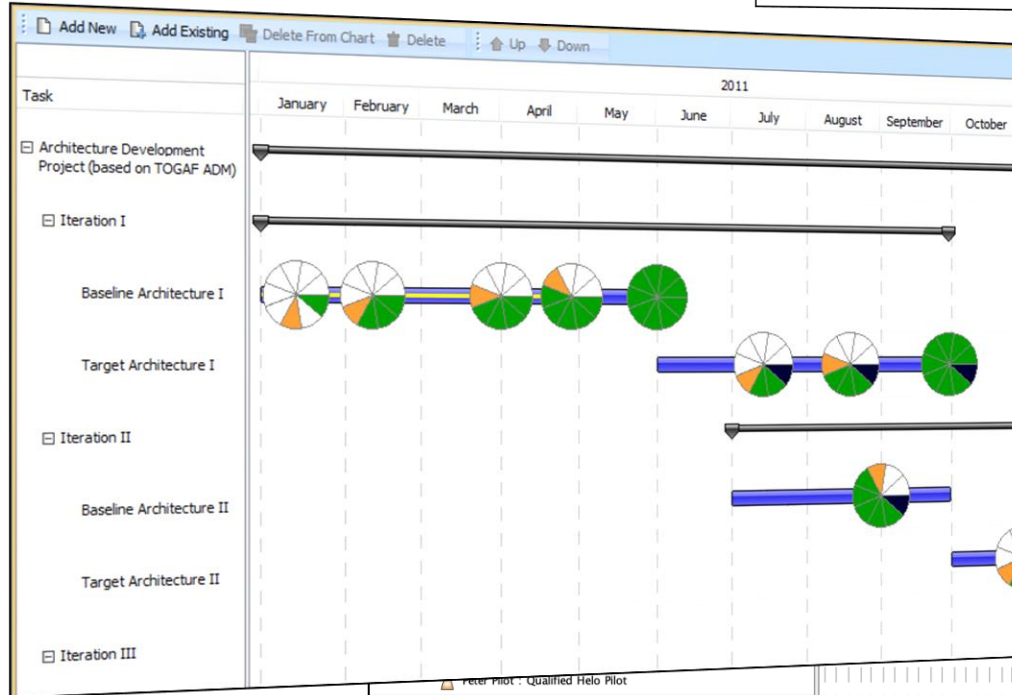 Add New Add Existing Delete From Chart Delete Up Down
2011
Task
January February March April May June July August September October
Architecture Development
Project (based on TOGAF ADM)
Iteration I
Baseline Architecture I
Target Architecture I
Iteration II
Baseline Architecture II
Target Architecture II
Iteration III
Peter Pilot : Qualified Helo Pilot